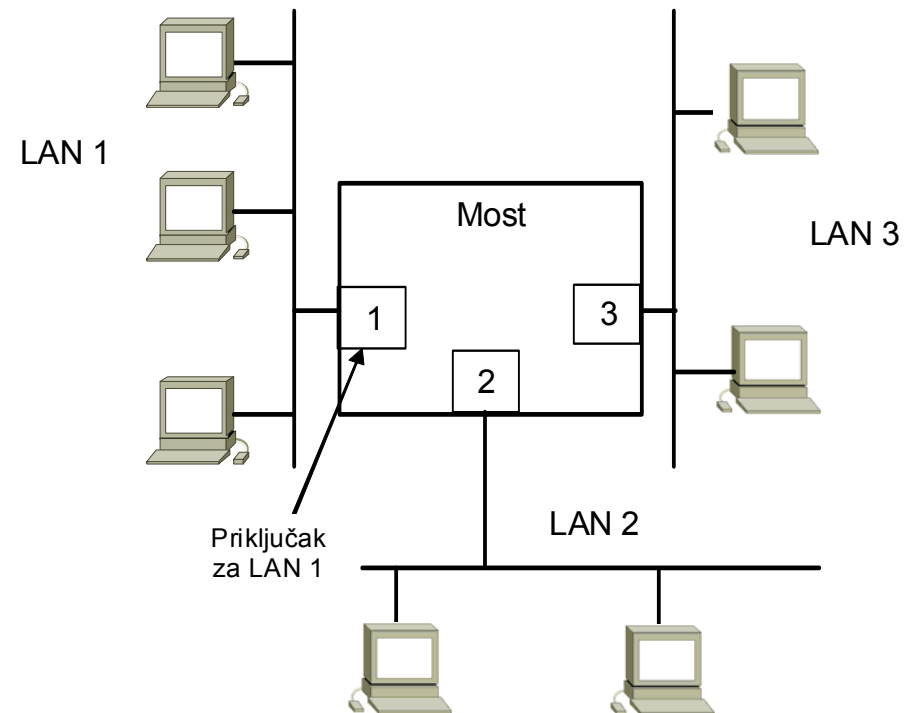 LAN 1
Most
LAN 3
1
3
2
LAN 2
Priključak
za LAN 1